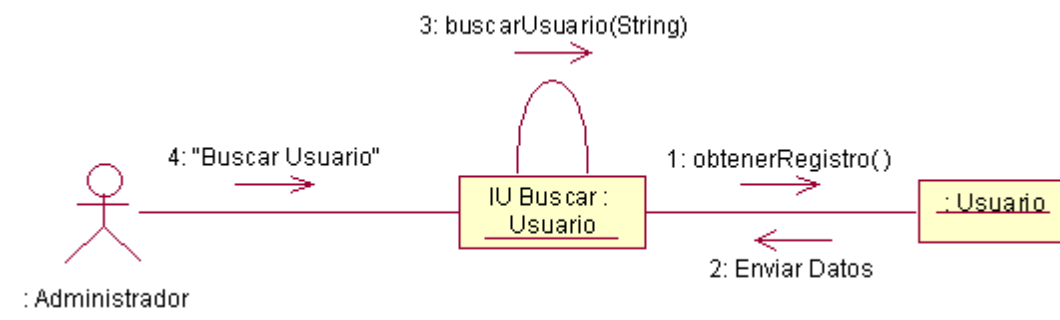 3: buscarUsuario(String)
4: "Buscar Usuario"
1: obtenerRegistro()
IU Buscar :
Usuario
: Usuario
2: Enviar Datos
: Administrador